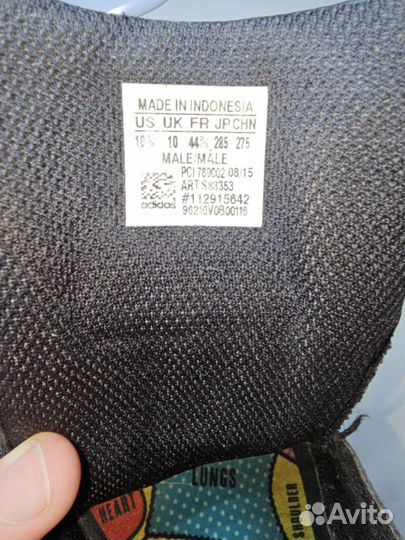 MADE IN INDONESIA
US UK FR JP CHN
10½ 10 44⅔ 285 275
MALE/MALE
PCI 789002 08/15
ART S83353
#112915642
96210V0B00116
adidas
LUNGS
HEART
SHOULDER
Avito